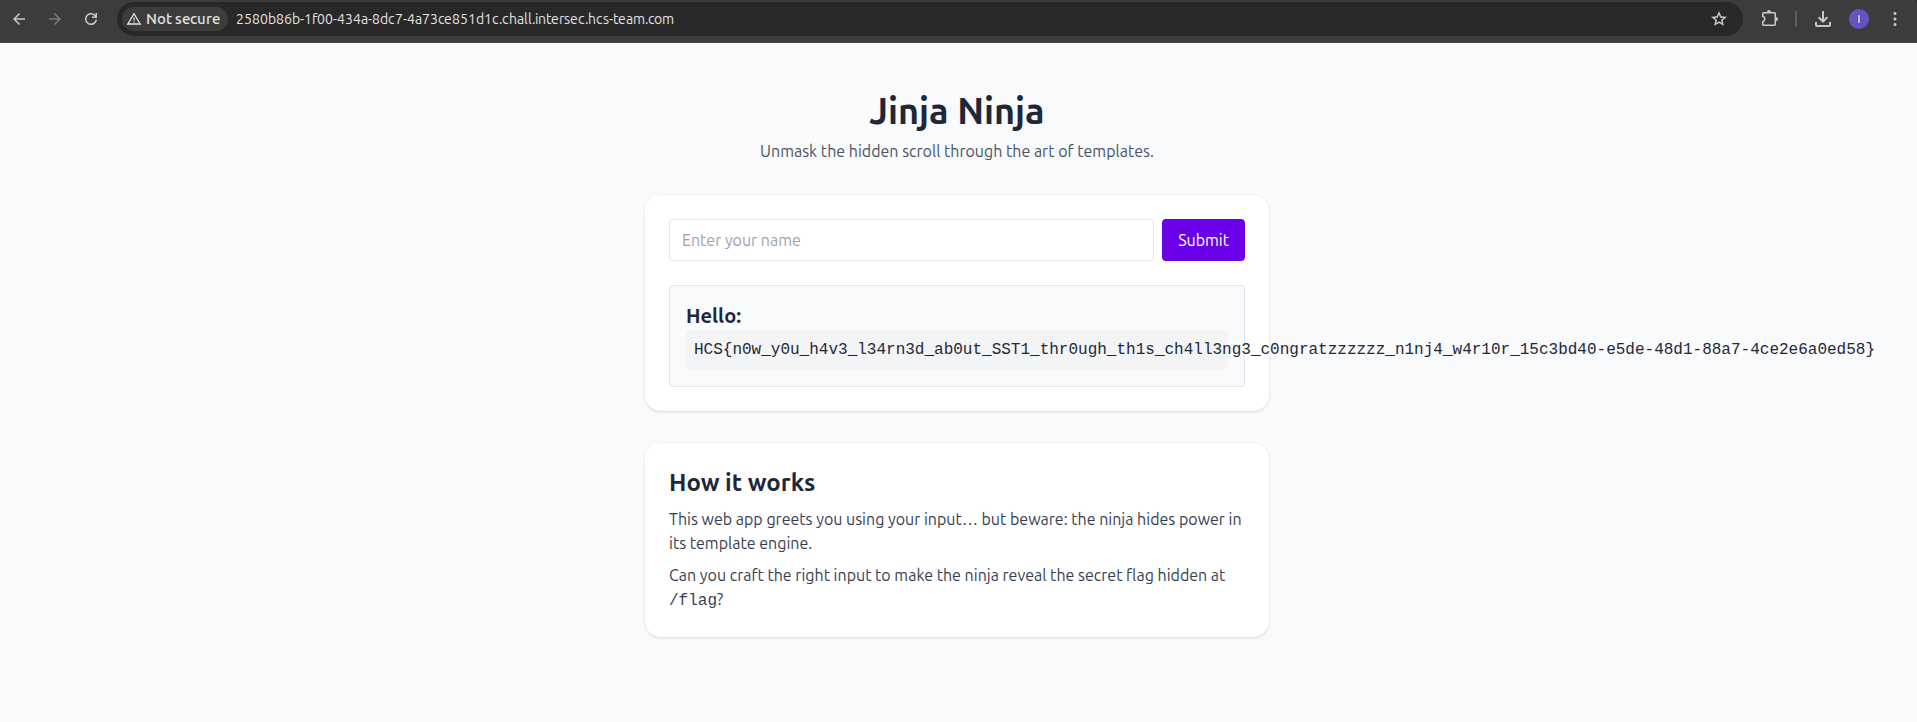 Not secure
2580b86b-1f00-434a-8dc7-4a73ce851d1c.chall.intersec.hcs-team.com
I
Jinja Ninja
Unmask the hidden scroll through the art of templates.
Enter your name
Submit
Hello:
HCS{n0w_y0u_h4v3_l34rn3d_ab0ut_SST1_thr0ugh_th1s_ch4ll3ng3_c0ngratzzzzzz_n1nj4_w4r10r_15c3bd40-e5de-48d1-88a7-4ce2e6a0ed58}
How it works
This web app greets you using your input... but beware: the ninja hides power in
its template engine.
Can you craft the right input to make the ninja reveal the secret flag hidden at
/flag?